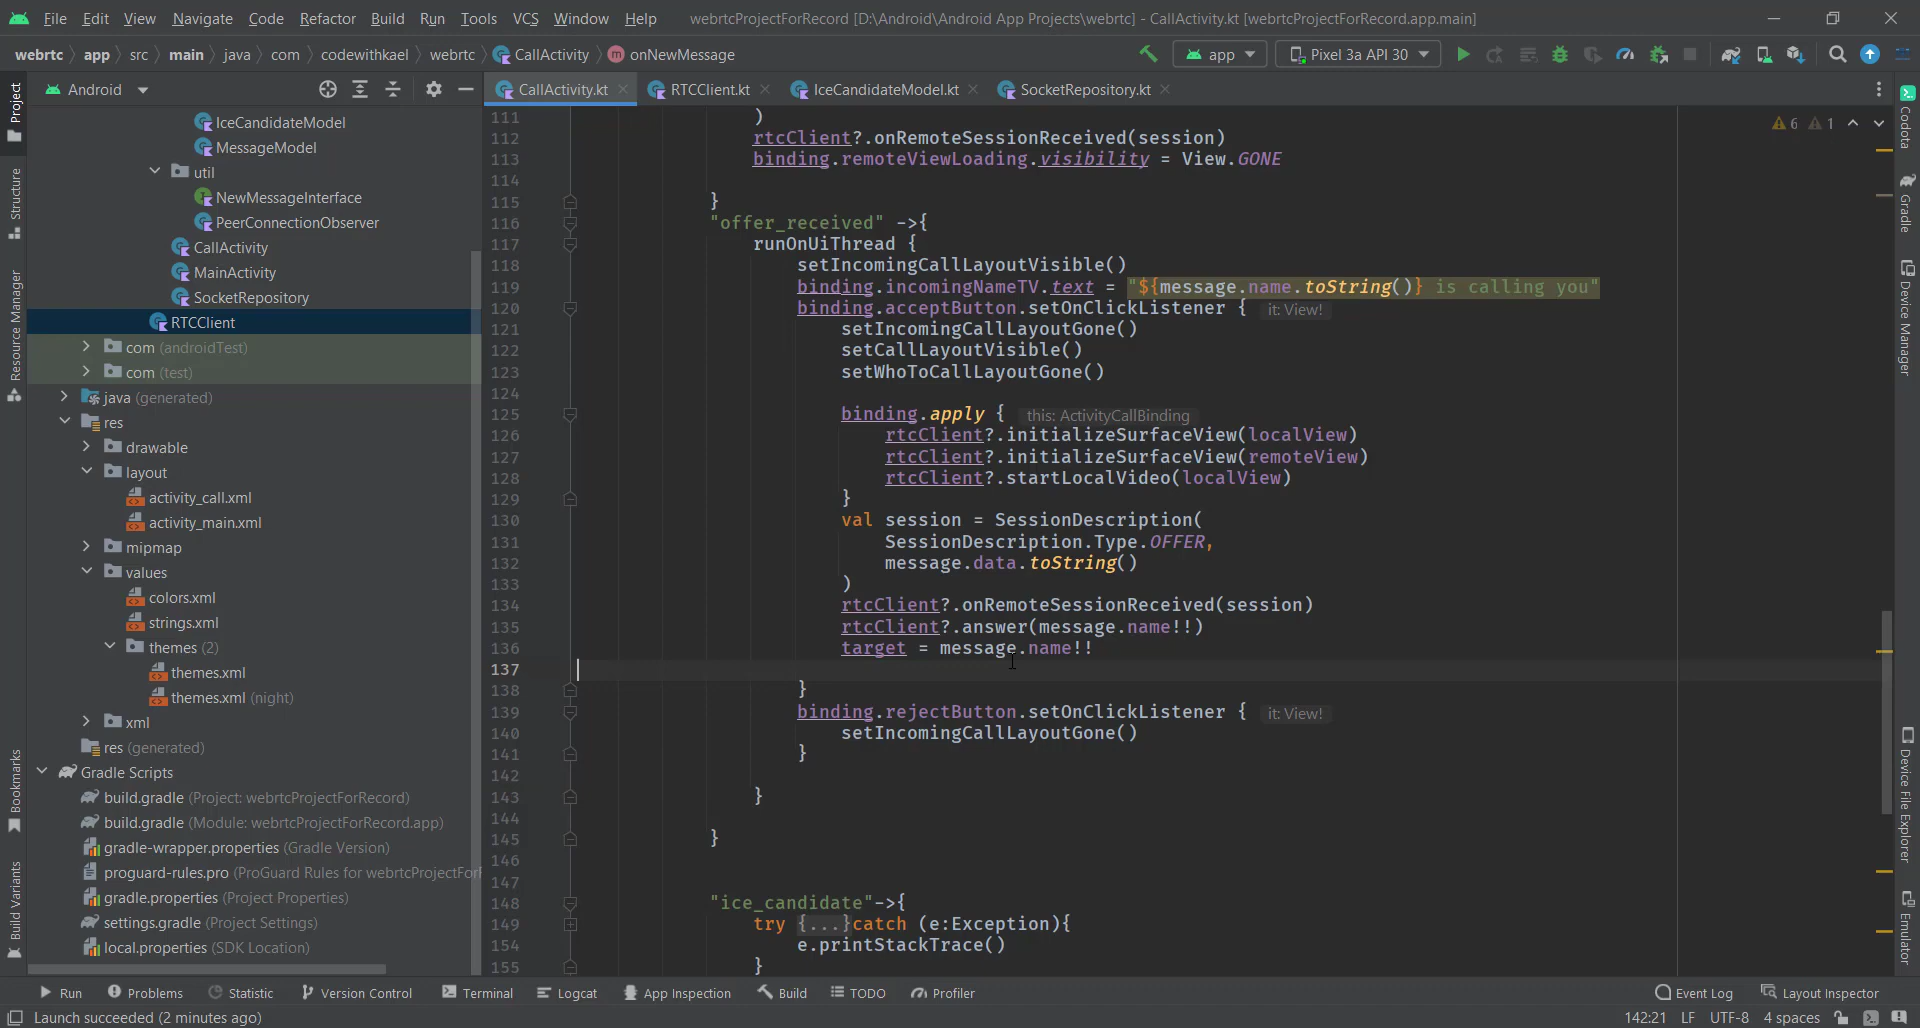 File Edit View Navigate Code Refactor Build Run Tools VCS Window Help webrtcProjectForRecord [D:\Android\Android App Projects\webrtc] - CallActivity.kt [webrtcProjectForRecord.app.main]
webrtc app src main java com codewithkael webrtc CallActivity onNewMessage app Pixel 3a API 30
Android
CallActivity.kt RTCClient.kt IceCandidateModel.kt SocketRepository.kt
Project
Structure
Resource Manager
Bookmarks
Build Variants
IceCandidateModel
MessageModel
util
NewMessageInterface
PeerConnectionObserver
CallActivity
MainActivity
SocketRepository
RTCClient
com (androidTest)
com (test)
java (generated)
res
drawable
layout
activity_call.xml
activity_main.xml
mipmap
values
colors.xml
strings.xml
themes (2)
themes.xml
themes.xml (night)
xml
res (generated)
Gradle Scripts
build.gradle (Project: webrtcProjectForRecord)
build.gradle (Module: webrtcProjectForRecord.app)
gradle-wrapper.properties (Gradle Version)
proguard-rules.pro (ProGuard Rules for webrtcProjectForR
gradle.properties (Project Properties)
settings.gradle (Project Settings)
local.properties (SDK Location)
6 1
111 )
112 rtcClient?.onRemoteSessionReceived(session)
113 binding.remoteViewLoading.visibility = View.GONE
114
115 }
116 "offer_received" ->{
117 runOnUiThread {
118 setIncomingCallLayoutVisible()
119 binding.incomingNameTV.text = "${message.name.toString()} is calling you"
120 binding.acceptButton.setOnClickListener { it: View!
121 setIncomingCallLayoutGone()
122 setCallLayoutVisible()
123 setWhoToCallLayoutGone()
124
125 binding.apply { this: ActivityCallBinding
126 rtcClient?.initializeSurfaceView(localView)
127 rtcClient?.initializeSurfaceView(remoteView)
128 rtcClient?.startLocalVideo(localView)
129 }
130 val session = SessionDescription(
131 SessionDescription.Type.OFFER,
132 message.data.toString()
133 )
134 rtcClient?.onRemoteSessionReceived(session)
135 rtcClient?.answer(message.name!!)
136 target = message.name!!
137
138 }
139 binding.rejectButton.setOnClickListener { it: View!
140 setIncomingCallLayoutGone()
141 }
142
143 }
144
145 }
146
147
148 "ice_candidate"->{
149 try {...}catch (e:Exception){
154 e.printStackTrace()
155 }
Codota
Gradle
Device Manager
Device File Explorer
Emulator
Run Problems Statistic Version Control Terminal Logcat App Inspection Build TODO Profiler Event Log Layout Inspector
Launch succeeded (2 minutes ago) 142:21 LF UTF-8 4 spaces